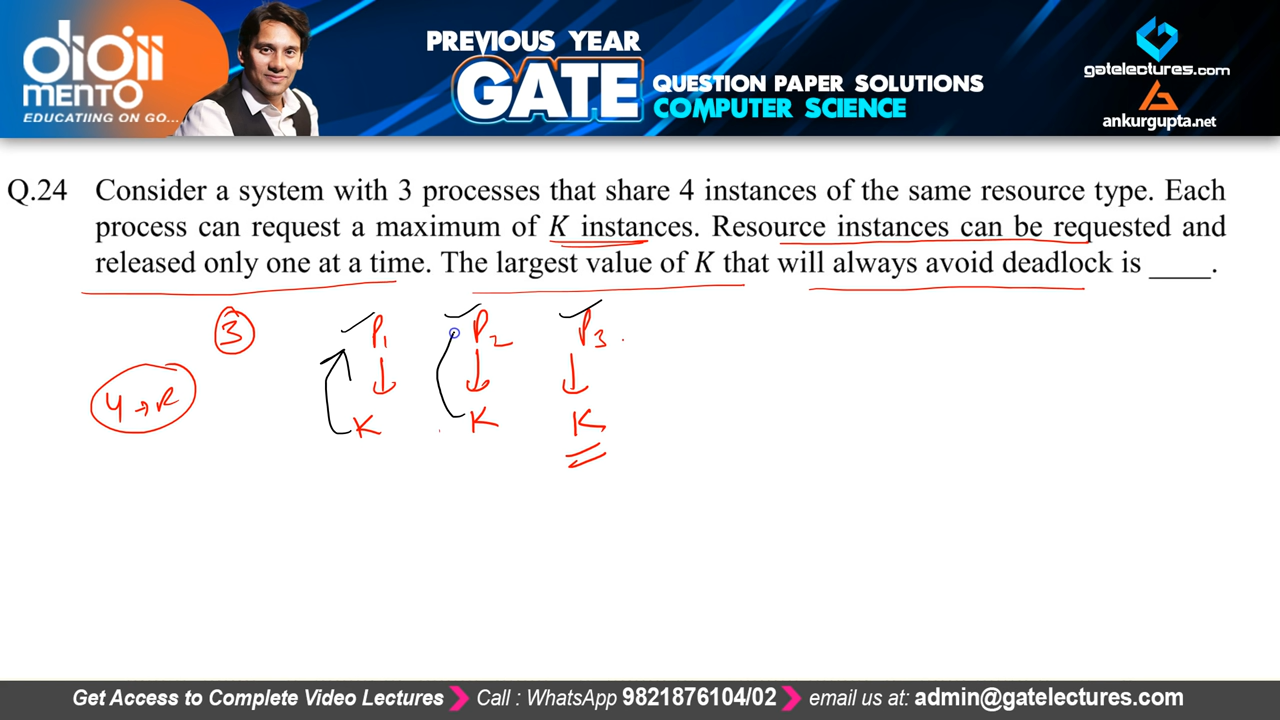 digii
MENTO
EDUCATIING ON GO...
PREVIOUS YEAR
GATE
QUESTION PAPER SOLUTIONS
COMPUTER SCIENCE
gatelectures.com
ankurgupta.net
Q.24 Consider a system with 3 processes that share 4 instances of the same resource type. Each
process can request a maximum of K instances. Resource instances can be requested and
released only one at a time. The largest value of K that will always avoid deadlock is ____.
3 P1 P2 P3
4 → R
K K K
Get Access to Complete Video Lectures Call : WhatsApp 9821876104/02 email us at: admin@gatelectures.com